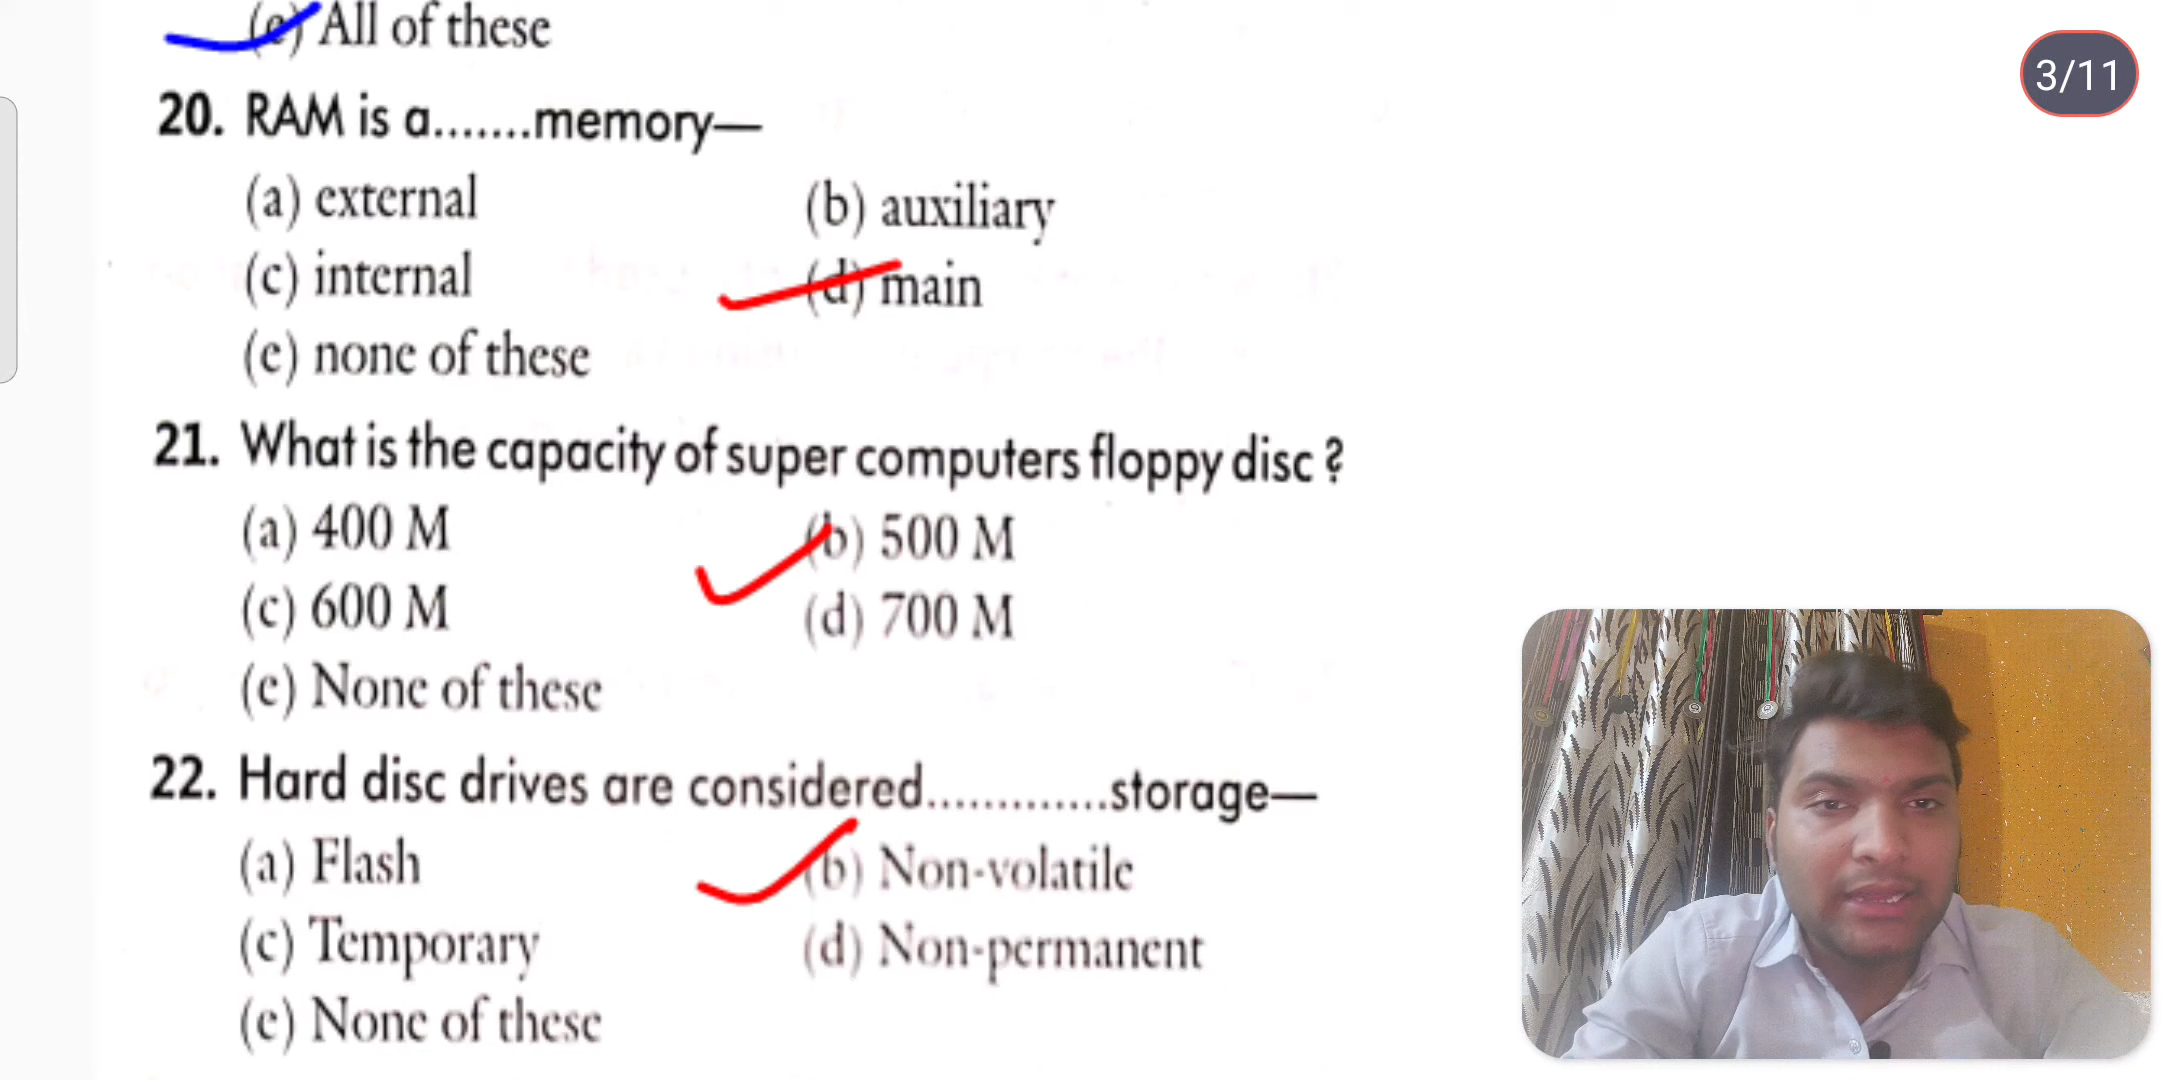 (e) All of these
3/11
20. RAM is a.......memory—
(a) external (b) auxiliary
(c) internal (d) main
(e) none of these
21. What is the capacity of super computers floppy disc ?
(a) 400 M (b) 500 M
(c) 600 M (d) 700 M
(e) None of these
22. Hard disc drives are considered.............storage—
(a) Flash (b) Non-volatile
(c) Temporary (d) Non-permanent
(e) None of these